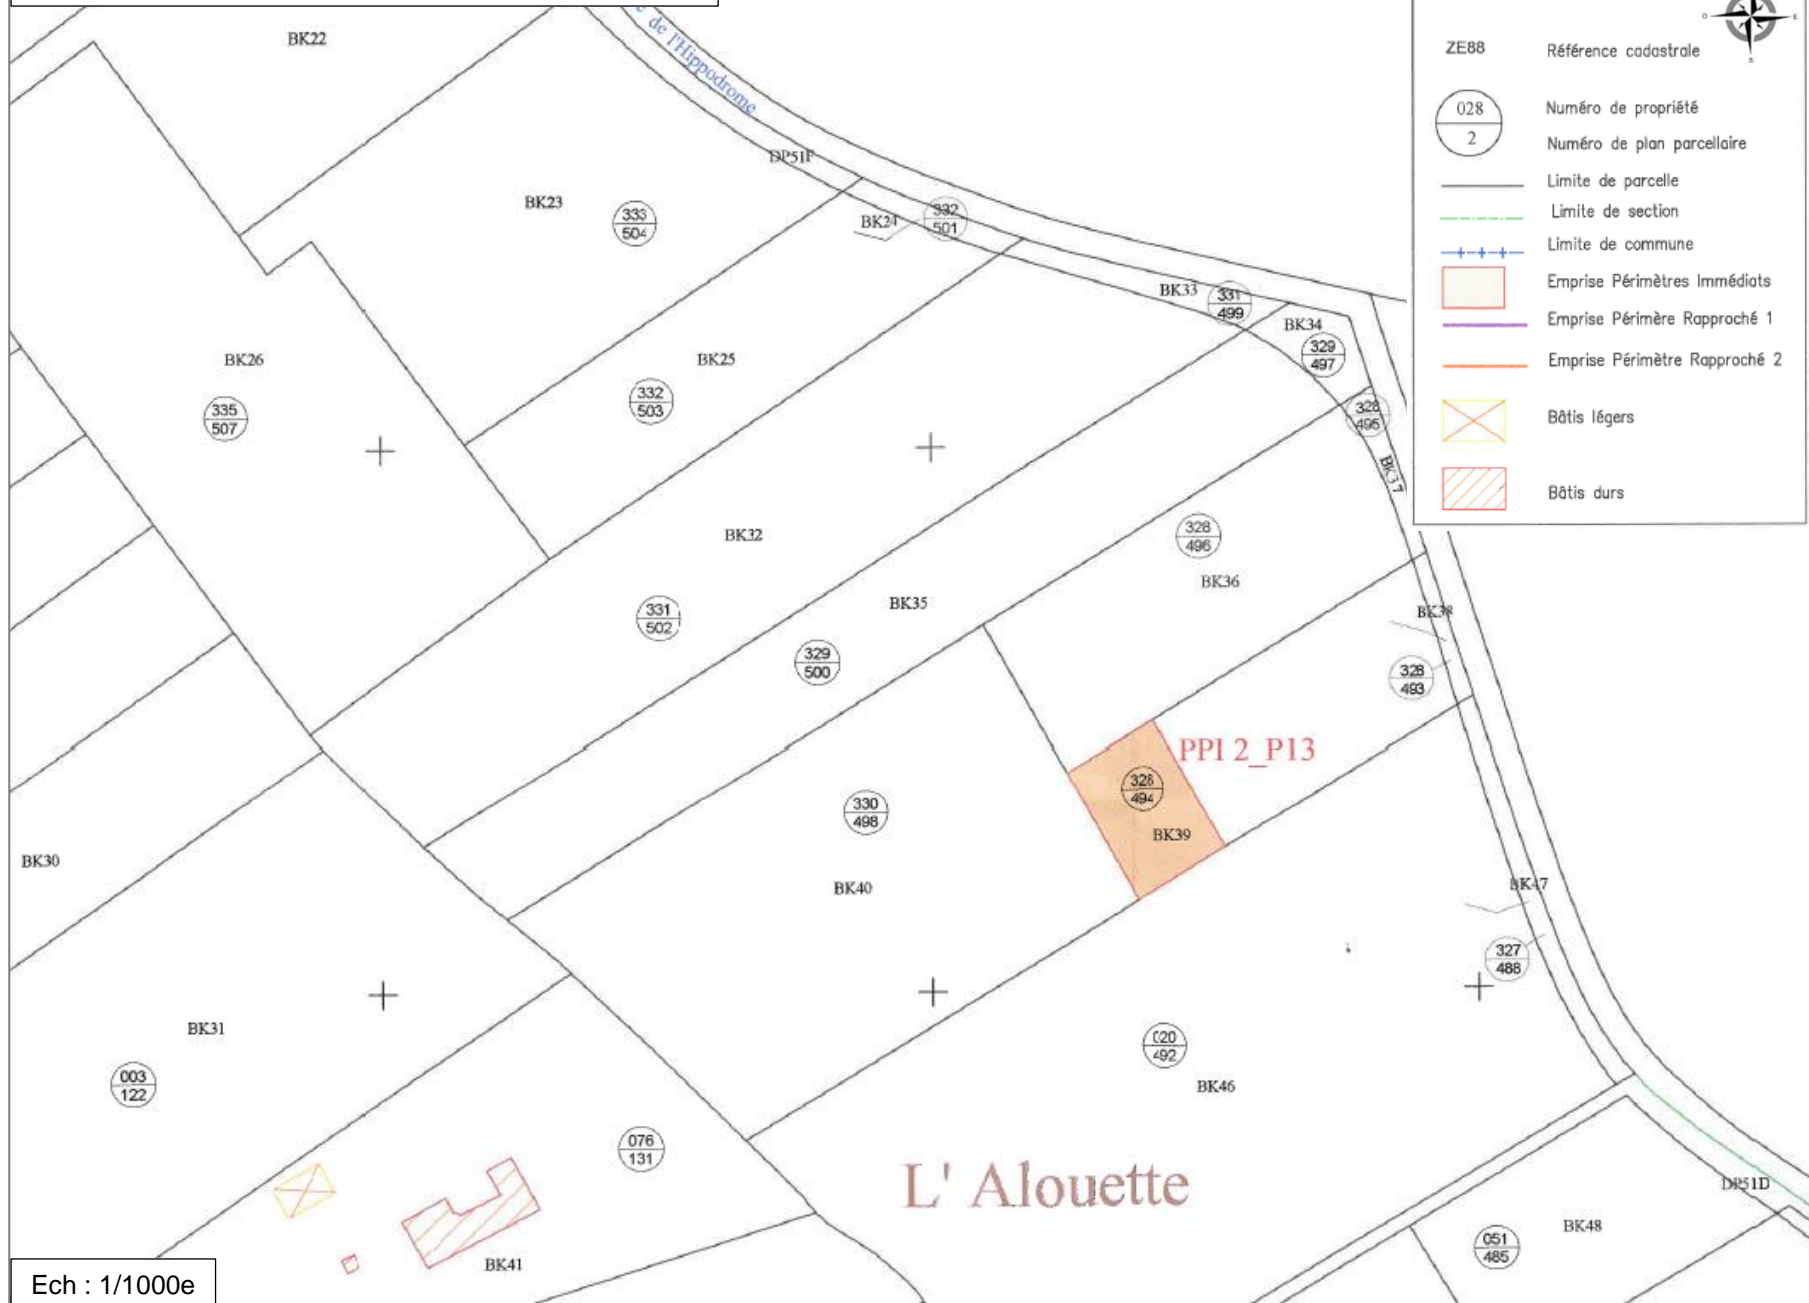 BK22
de l'Hippodrome
DP51F
BK23
333
504
BK24
332
501
BK33
331
499
BK34
329
497
BK26
335
507
BK25
332
503
328
495
BK37
BK32
331
502
328
496
BK36
BK35
329
500
BK38
328
493
PPI 2_P13
328
494
BK39
330
498
BK40
BK30
BK47
327
488
BK31
003
122
020
492
BK46
076
131
L' Alouette
DP51D
BK48
051
485
BK41
Ech : 1/1000e
O
E
S
ZE88
Référence cadastrale
028
2
Numéro de propriété
Numéro de plan parcellaire
Limite de parcelle
Limite de section
Limite de commune
Emprise Périmètres Immédiats
Emprise Périmère Rapproché 1
Emprise Périmètre Rapproché 2
Bâtis légers
Bâtis durs